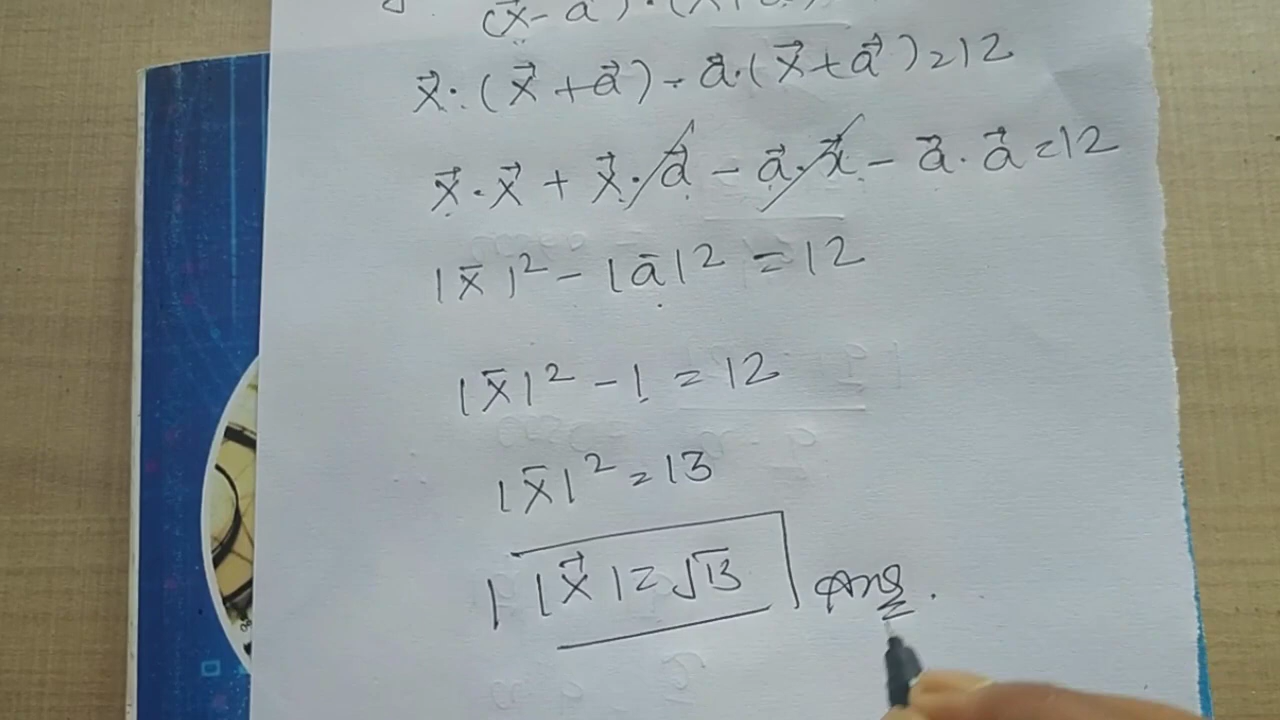 (x⃗ - a⃗) · (x⃗ + a⃗)
x⃗ · (x⃗ + a⃗) - a⃗ · (x⃗ + a⃗) = 12
x⃗ · x⃗ + x⃗ · a⃗ - a⃗ · x⃗ - a⃗ · a⃗ = 12
|x̄|² - |ā|² = 12
|x̄|² - 1 = 12
|x̄|² = 13
|x⃗| = √13 Ans.